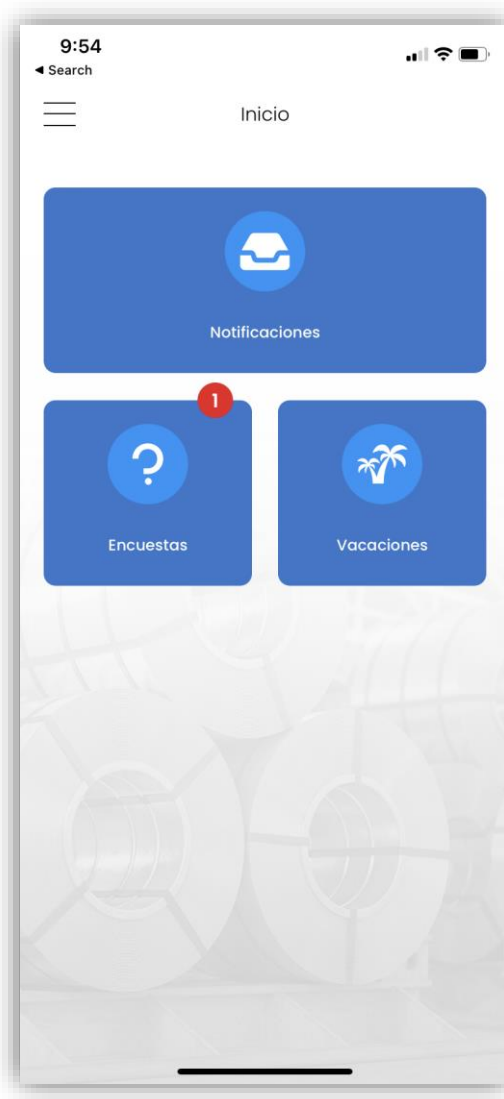 9:54
◀ Search
Inicio
Notificaciones
1
Encuestas
Vacaciones